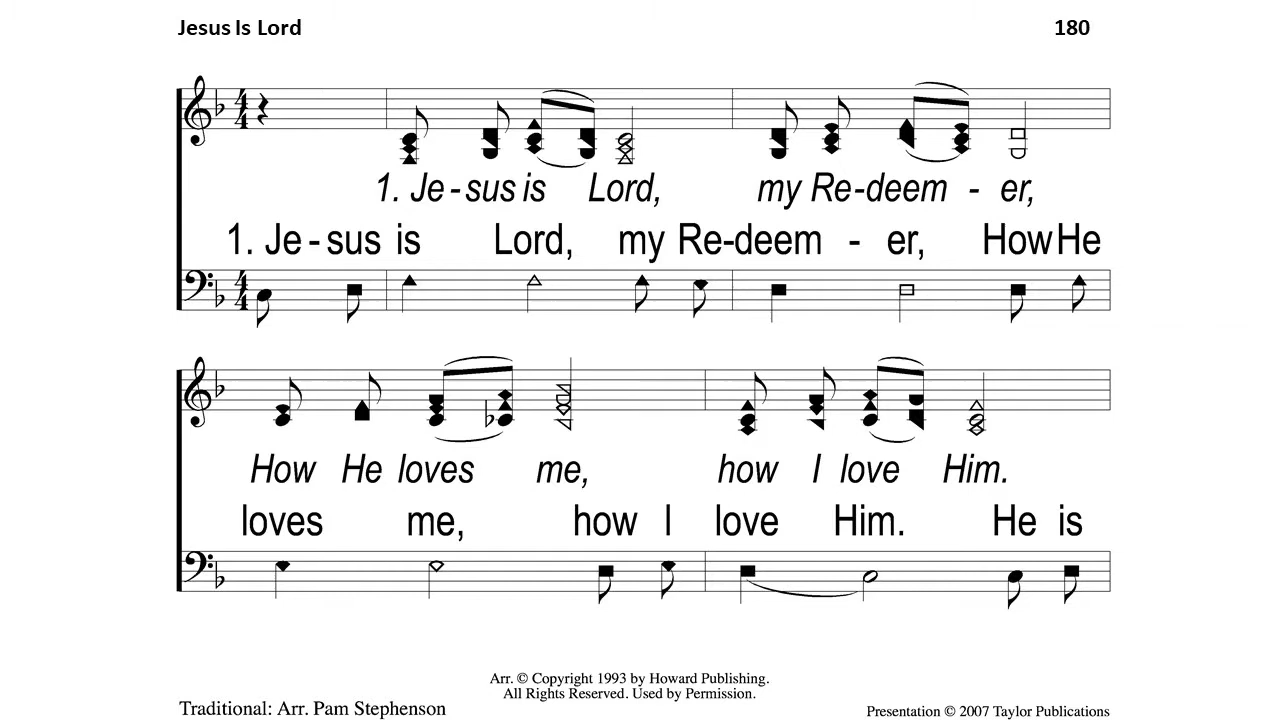 Jesus Is Lord 180
1. Je - sus is Lord, my Re - deem - er,
1. Je - sus is Lord, my Re - deem - er, How He
How He loves me, how I love Him.
loves me, how I love Him. He is
Arr. © Copyright 1993 by Howard Publishing.
All Rights Reserved. Used by Permission.
Traditional: Arr. Pam Stephenson
Presentation © 2007 Taylor Publications